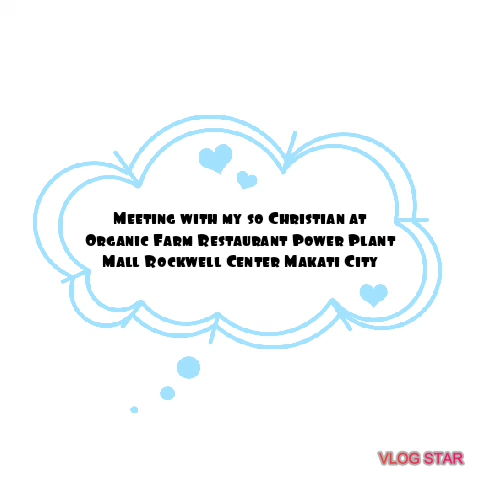 Meeting with my so Christian at
Organic Farm Restaurant Power Plant
Mall Rockwell Center Makati City
VLOG STAR